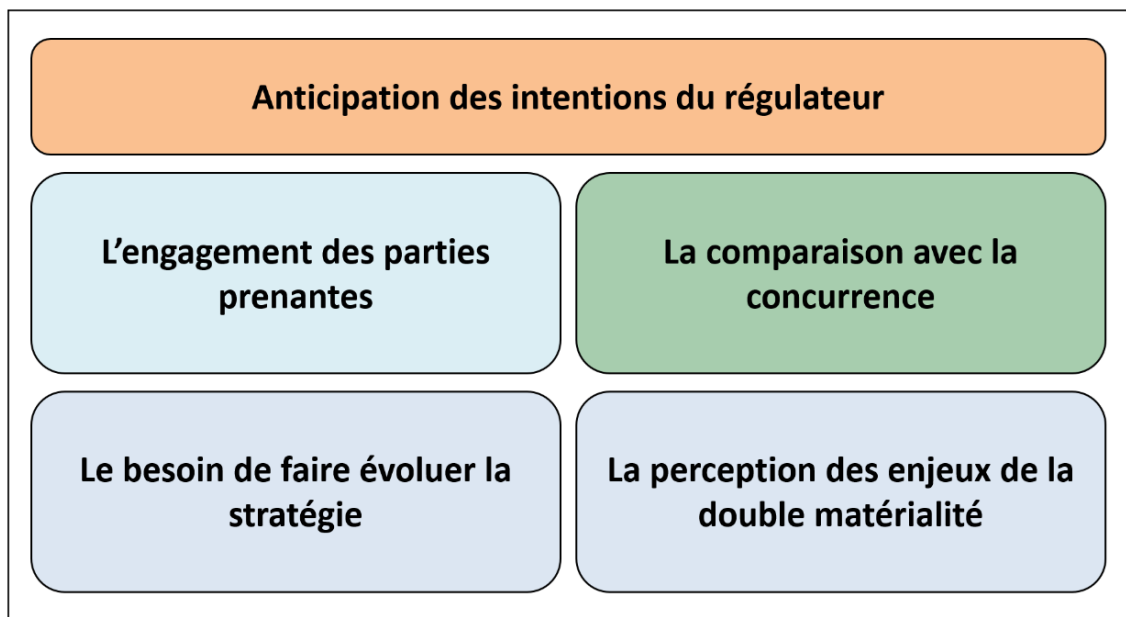 Anticipation des intentions du régulateur
L’engagement des parties
prenantes
La comparaison avec la
concurrence
Le besoin de faire évoluer la
stratégie
La perception des enjeux de la
double matérialité